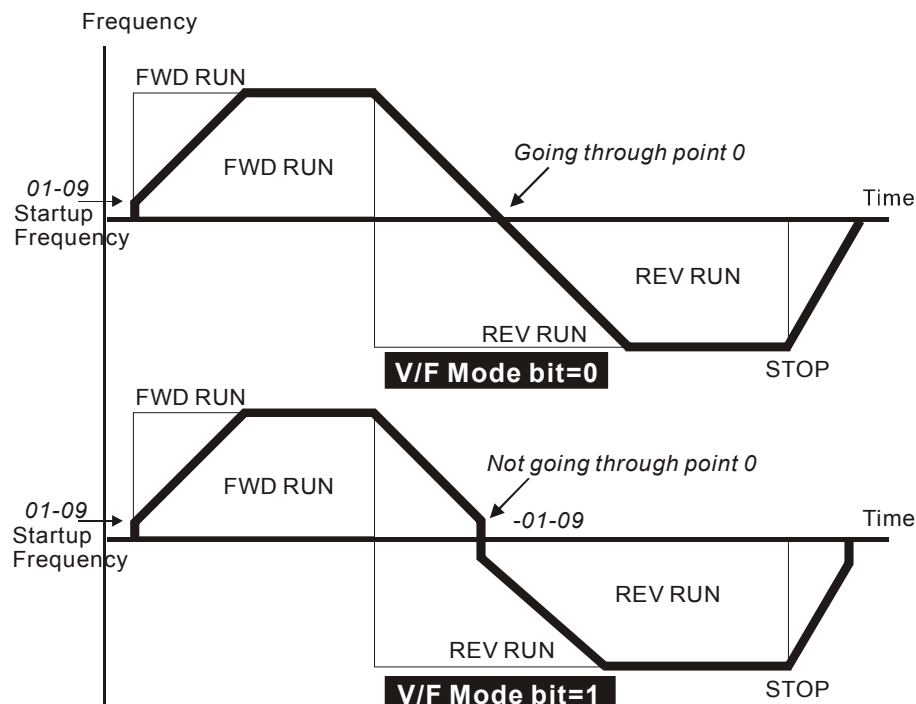 Frequency
FWD RUN
FWD RUN
Going through point 0
01-09
Startup
Frequency
Time
REV RUN
REV RUN
V/F Mode bit=0
STOP
FWD RUN
Not going through point 0
FWD RUN
01-09
-01-09
Startup
Frequency
Time
REV RUN
REV RUN
V/F Mode bit=1
STOP